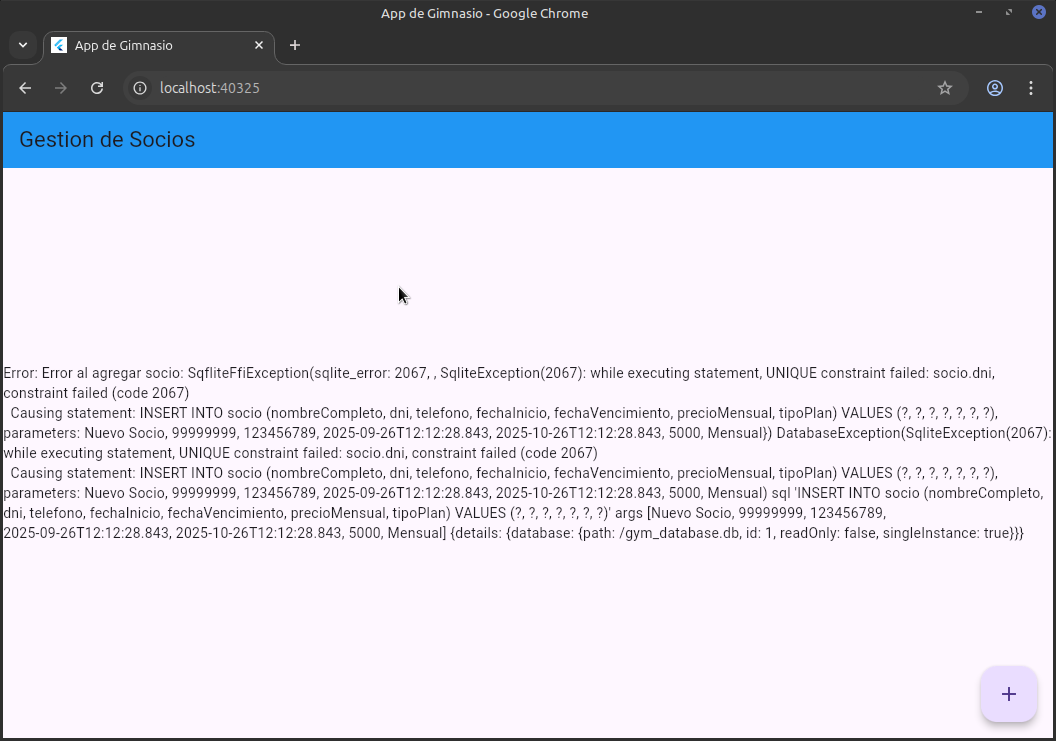 App de Gimnasio - Google Chrome
App de Gimnasio
localhost:40325
Gestion de Socios
Error: Error al agregar socio: SqfliteFfiException(sqlite_error: 2067, , SqliteException(2067): while executing statement, UNIQUE constraint failed: socio.dni,
constraint failed (code 2067)
Causing statement: INSERT INTO socio (nombreCompleto, dni, telefono, fechaInicio, fechaVencimiento, precioMensual, tipoPlan) VALUES (?, ?, ?, ?, ?, ?, ?),
parameters: Nuevo Socio, 99999999, 123456789, 2025-09-26T12:12:28.843, 2025-10-26T12:12:28.843, 5000, Mensual}) DatabaseException(SqliteException(2067):
while executing statement, UNIQUE constraint failed: socio.dni, constraint failed (code 2067)
Causing statement: INSERT INTO socio (nombreCompleto, dni, telefono, fechaInicio, fechaVencimiento, precioMensual, tipoPlan) VALUES (?, ?, ?, ?, ?, ?, ?),
parameters: Nuevo Socio, 99999999, 123456789, 2025-09-26T12:12:28.843, 2025-10-26T12:12:28.843, 5000, Mensual) sql 'INSERT INTO socio (nombreCompleto,
dni, telefono, fechaInicio, fechaVencimiento, precioMensual, tipoPlan) VALUES (?, ?, ?, ?, ?, ?, ?)' args [Nuevo Socio, 99999999, 123456789,
2025-09-26T12:12:28.843, 2025-10-26T12:12:28.843, 5000, Mensual] {details: {database: {path: /gym_database.db, id: 1, readOnly: false, singleInstance: true}}}